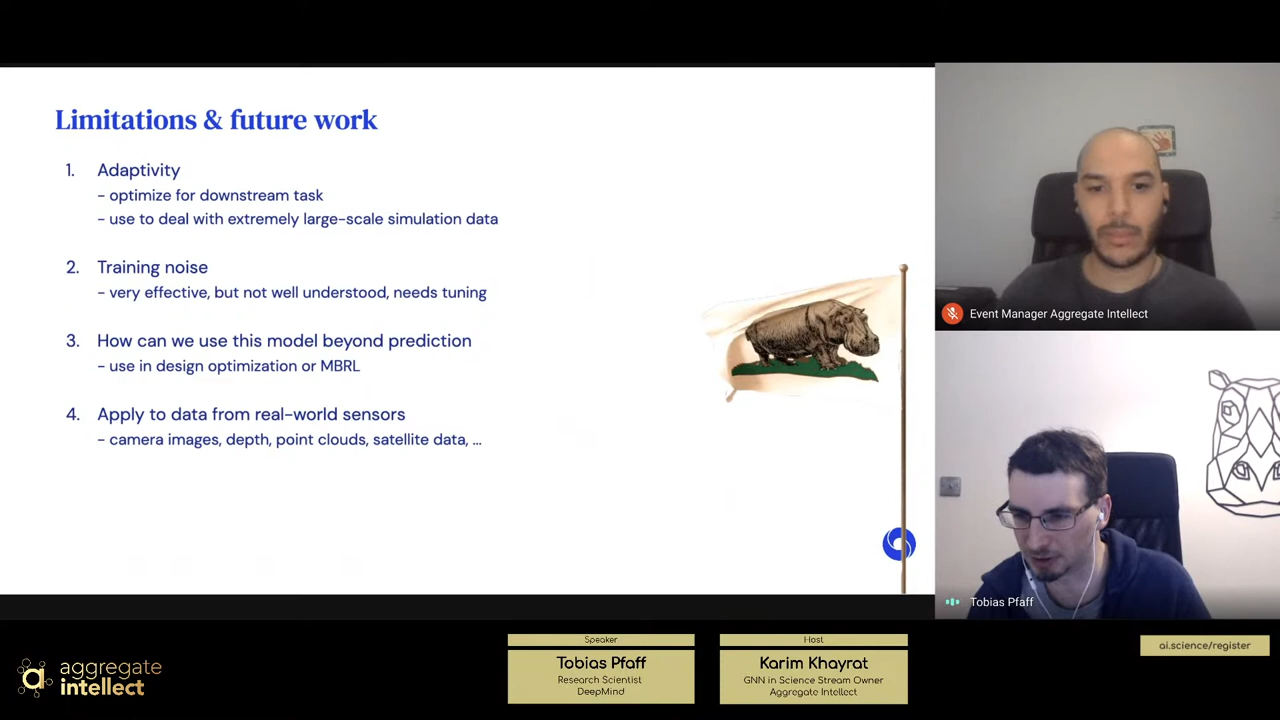 Limitations & future work
1. Adaptivity
- optimize for downstream task
- use to deal with extremely large-scale simulation data
2. Training noise
- very effective, but not well understood, needs tuning
3. How can we use this model beyond prediction
- use in design optimization or MBRL
4. Apply to data from real-world sensors
- camera images, depth, point clouds, satellite data, ...
Event Manager Aggregate Intellect
Tobias Pfaff
aggregate
intellect
Speaker
Tobias Pfaff
Research Scientist
DeepMind
Host
Karim Khayrat
GNN in Science Stream Owner
Aggregate Intellect
ai.science/register